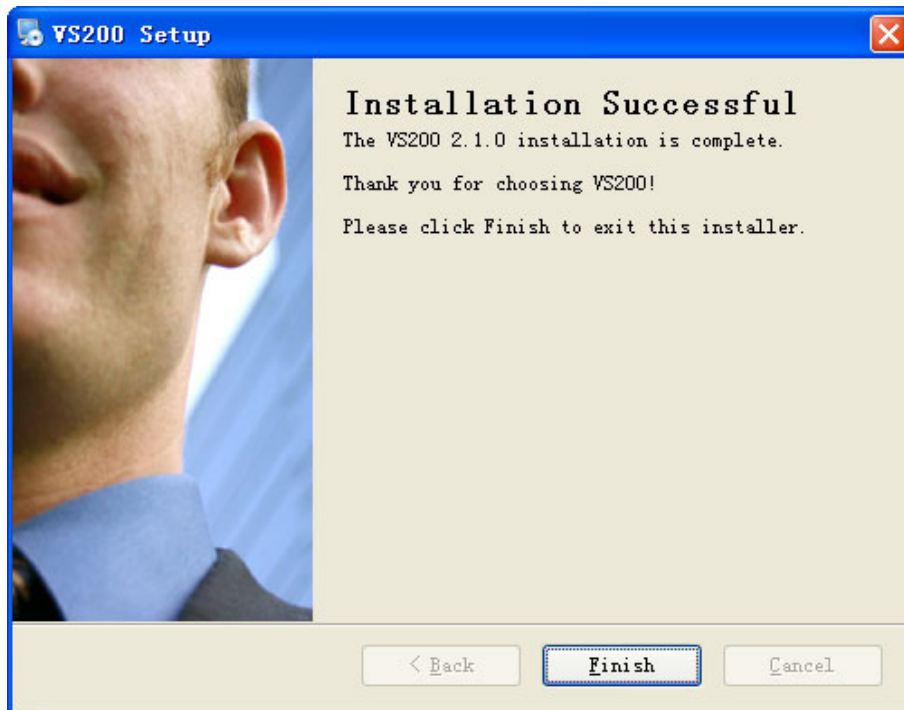 VS200 Setup
Installation Successful
The VS200 2.1.0 installation is complete.
Thank you for choosing VS200!
Please click Finish to exit this installer.
< Back
Finish
Cancel